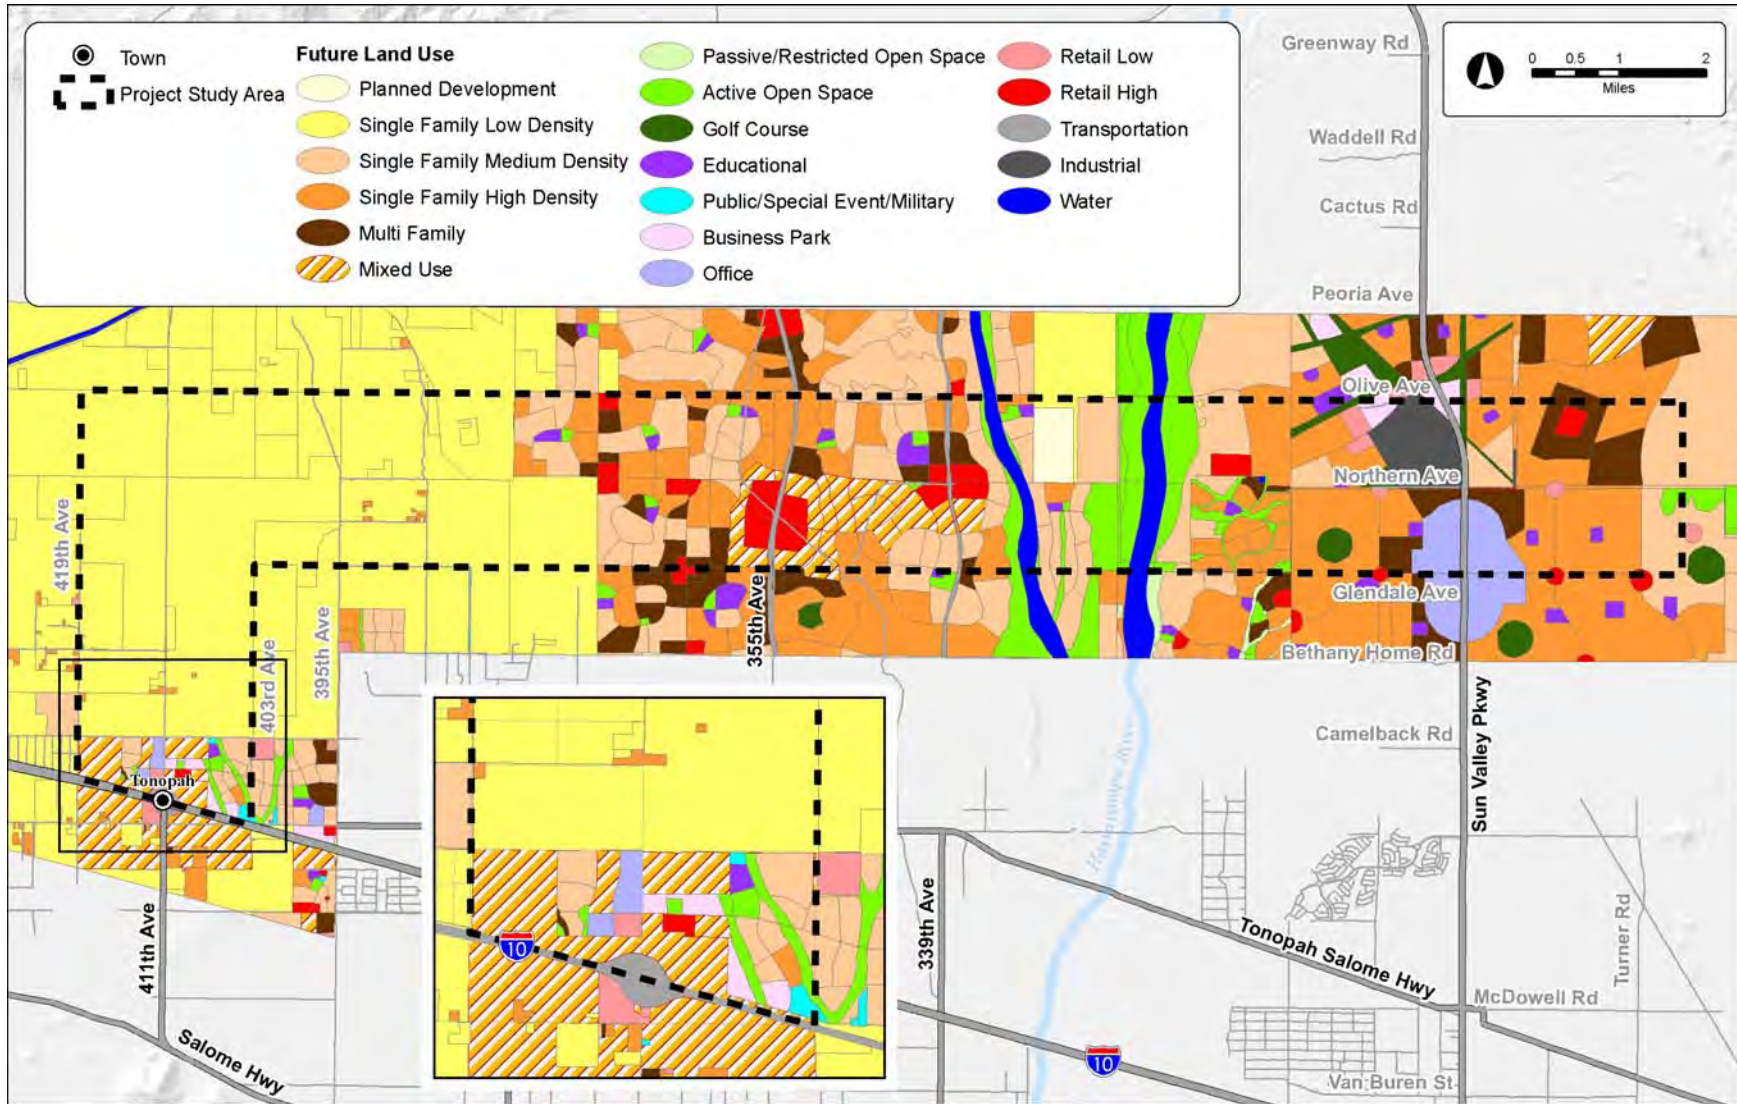 Town
Project Study Area
Future Land Use
Planned Development
Single Family Low Density
Single Family Medium Density
Single Family High Density
Multi Family
Mixed Use
Passive/Restricted Open Space
Active Open Space
Golf Course
Educational
Public/Special Event/Military
Business Park
Office
Retail Low
Retail High
Transportation
Industrial
Water
0 0.5 1 2
Miles
Greenway Rd
Waddell Rd
Cactus Rd
Peoria Ave
Olive Ave
Northern Ave
Glendale Ave
Bethany Home Rd
Camelback Rd
419th Ave
403rd Ave
395th Ave
355th Ave
Sun Valley Pkwy
Tonopah
411th Ave
Salome Hwy
10
339th Ave
Hassayampa Riv
Tonopah Salome Hwy
Turner Rd
McDowell Rd
10
Van Buren St